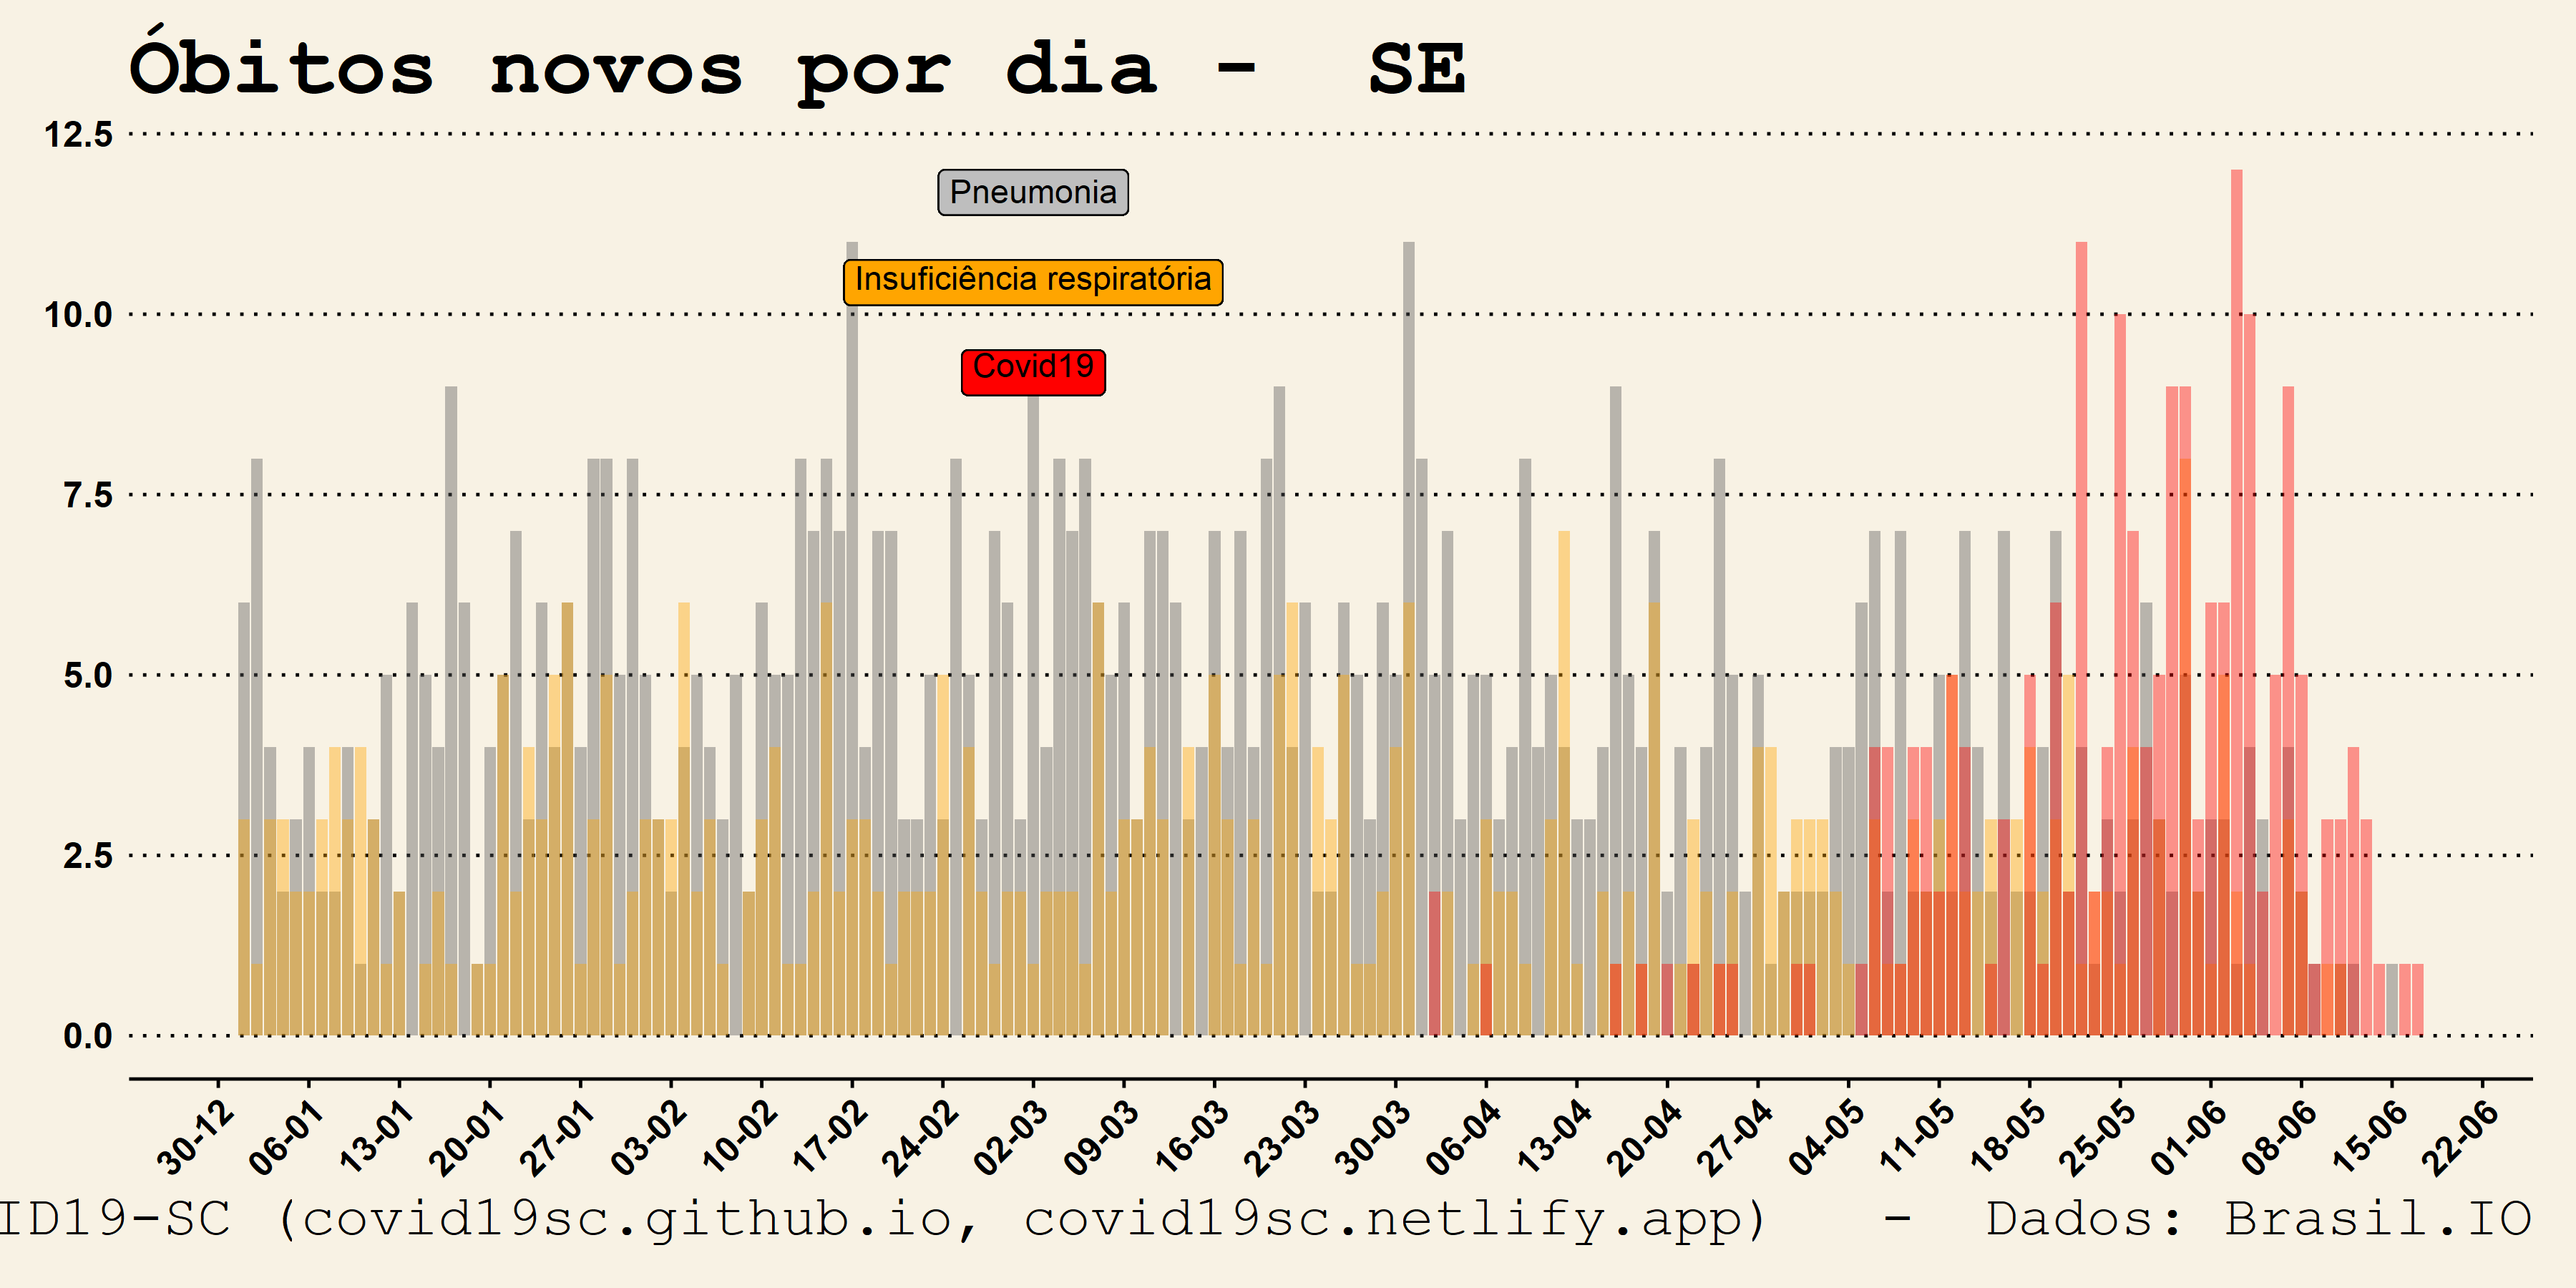 Óbitos novos por dia - SE
12.5
Pneumonia
Insuficiência respiratória
10.0
Covid19
7.5
5.0
2.5
0.0
30-12 06-01 13-01 20-01 27-01 03-02 10-02 17-02 24-02 02-03 09-03 16-03 23-03 30-03 06-04 13-04 20-04 27-04 04-05 11-05 18-05 25-05 01-06 08-06 15-06 22-06
ID19-SC (covid19sc.github.io, covid19sc.netlify.app) - Dados: Brasil.IO